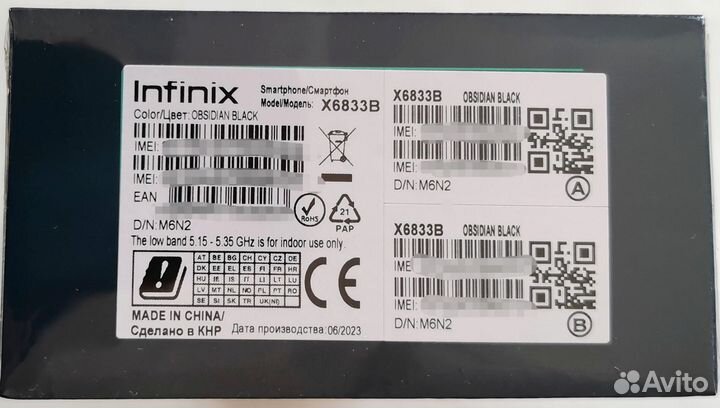 Infinix
Smartphone/Смартфон
Model/Модель: X6833B
Color/Цвет: OBSIDIAN BLACK
IMEI:
IMEI:
EAN
D/N: M6N2
RoHS
21
PAP
The low band 5.15 - 5.35 GHz is for indoor use only.
AT BE BG CH CY CZ DE
DK EE EL ES FI FR HR
HU IE IS IT LI LT LU
LV MT NL NO PL PT RO
SE SI SK TR UK(NI)
CE
MADE IN CHINA/
Сделано в КНР
Дата производства: 06/2023
X6833B OBSIDIAN BLACK
IMEI:
IMEI:
D/N: M6N2
A
X6833B OBSIDIAN BLACK
IMEI:
IMEI:
D/N: M6N2
B
Avito